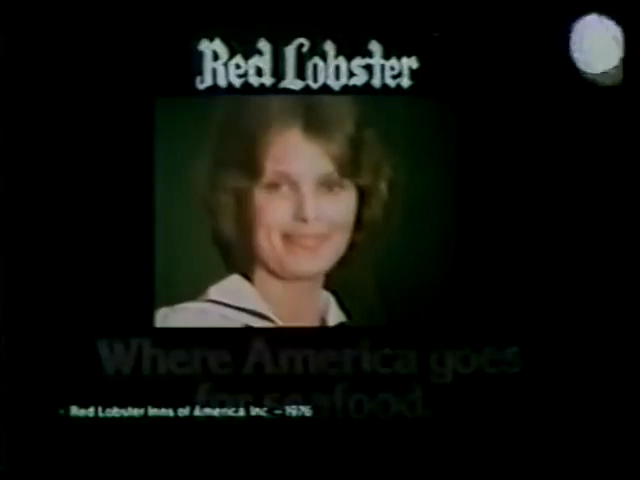 Red Lobster
Where America goes
for seafood.
Red Lobster Inns of America Inc. – 1976